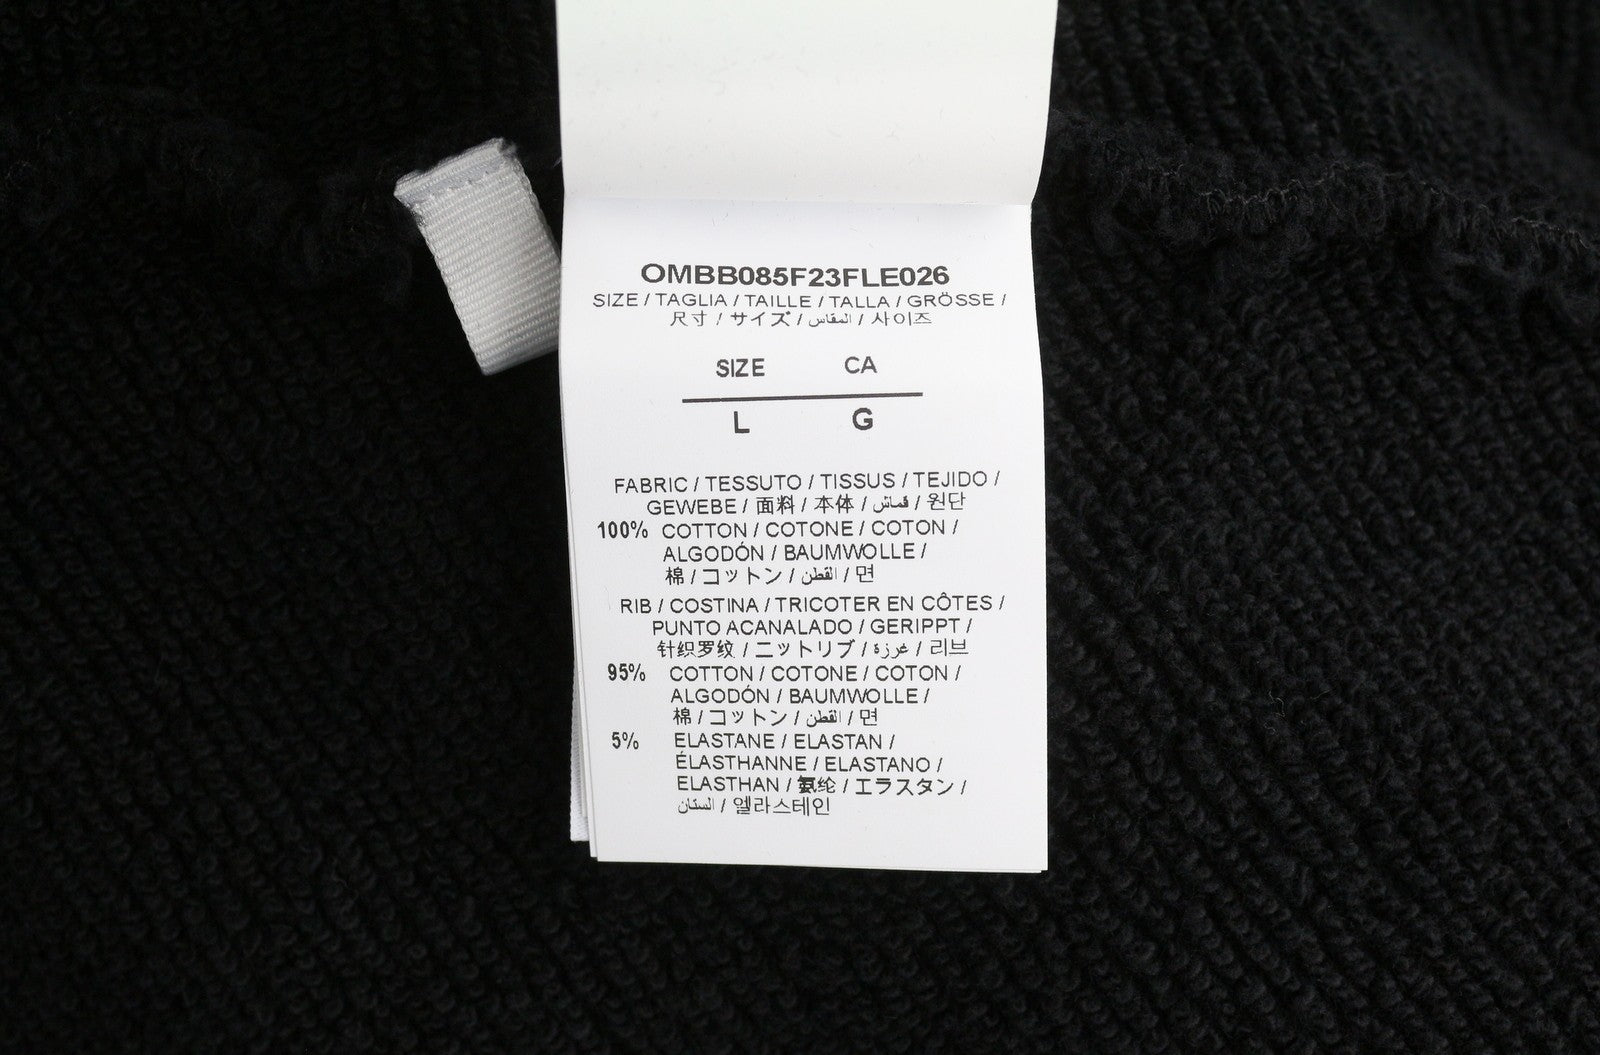 OMBB085F23FLE026
SIZE / TAGLIA / TAILLE / TALLA / GRÖSSE /
尺寸 / サイズ / المقاس / 사이즈
SIZE CA
L G
FABRIC / TESSUTO / TISSUS / TEJIDO /
GEWEBE / 面料 / 本体 / قماش / 원단
100% COTTON / COTONE / COTON /
ALGODÓN / BAUMWOLLE /
棉 / コットン / القطن / 면
RIB / COSTINA / TRICOTER EN CÔTES /
PUNTO ACANALADO / GERIPPT /
针织罗纹 / ニットリブ / غرزة / 리브
95% COTTON / COTONE / COTON /
ALGODÓN / BAUMWOLLE /
棉 / コットン / القطن / 면
5% ELASTANE / ELASTAN /
ÉLASTHANNE / ELASTANO /
ELASTHAN / 氨纶 / エラスタン /
الستان / 엘라스테인